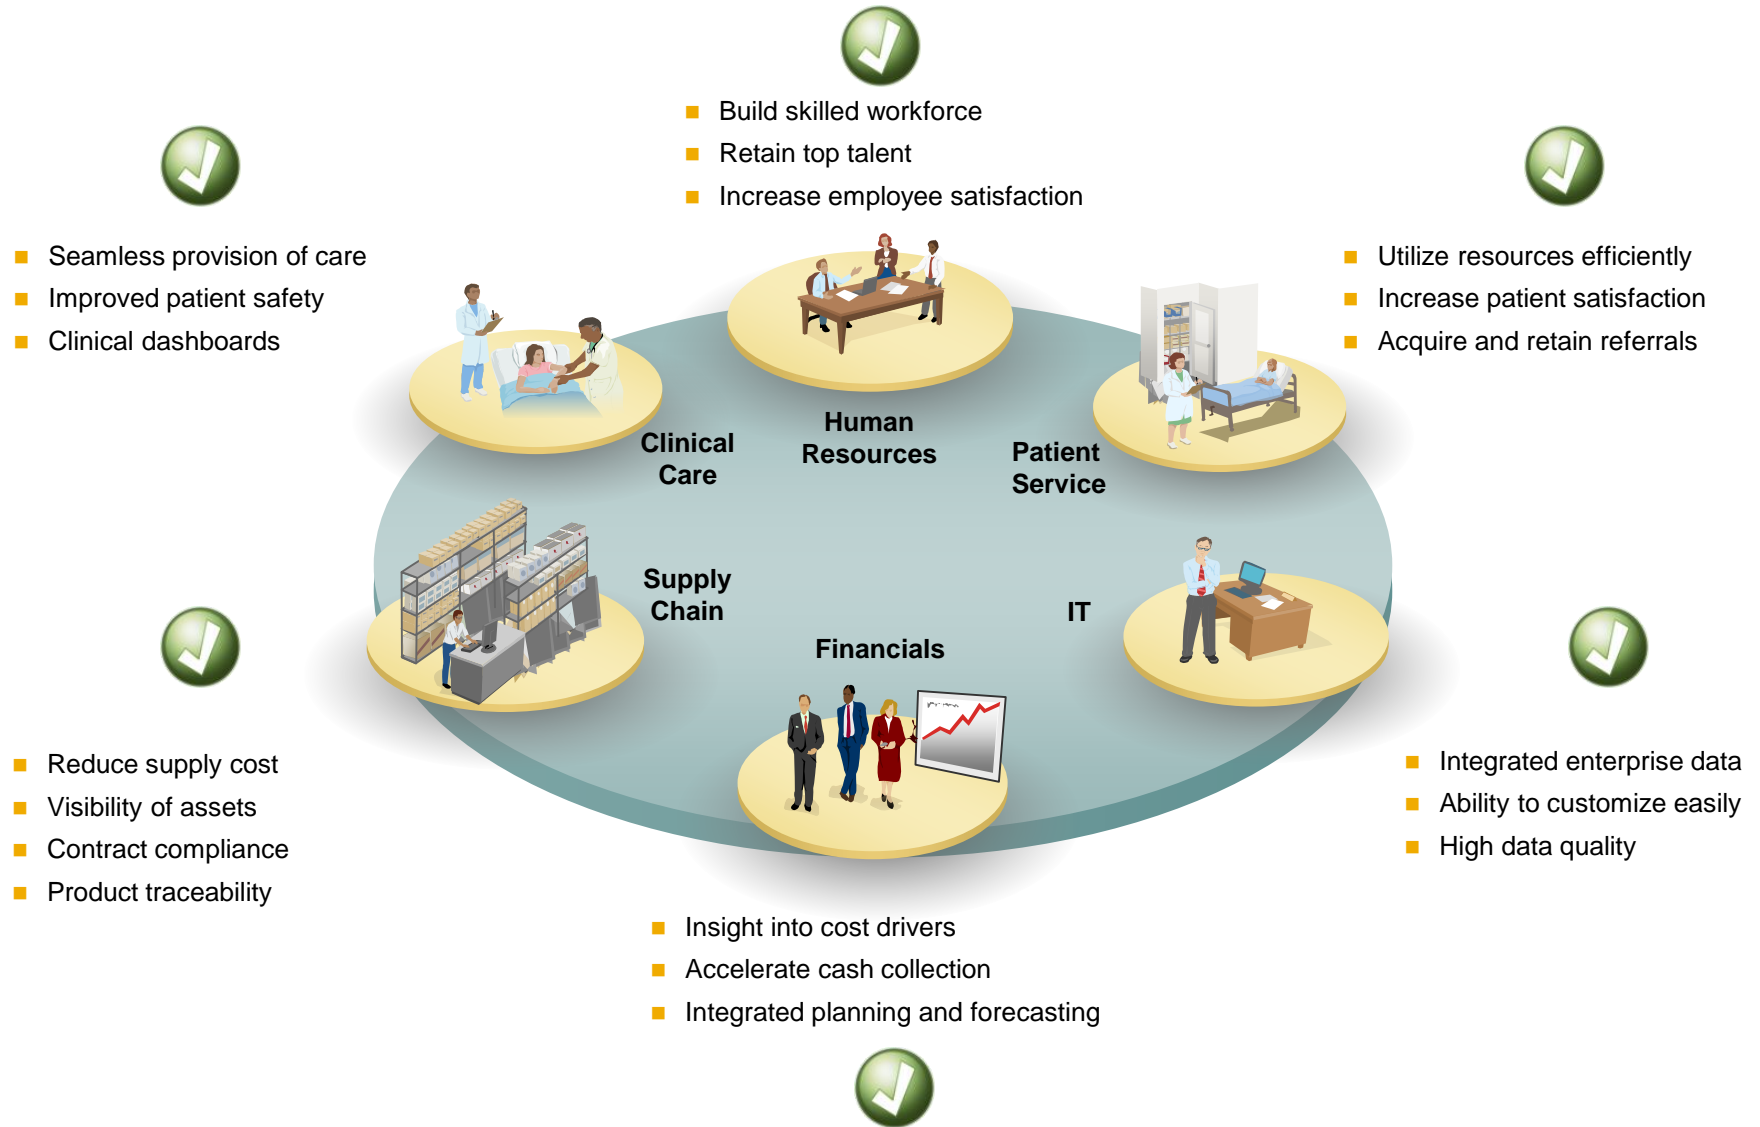 Build skilled workforce
Retain top talent
Increase employee satisfaction
Seamless provision of care
Improved patient safety
Clinical dashboards
Utilize resources efficiently
Increase patient satisfaction
Acquire and retain referrals
Clinical
Care
Human
Resources
Patient
Service
Supply
Chain
IT
Financials
Reduce supply cost
Visibility of assets
Contract compliance
Product traceability
Integrated enterprise data
Ability to customize easily
High data quality
Insight into cost drivers
Accelerate cash collection
Integrated planning and forecasting